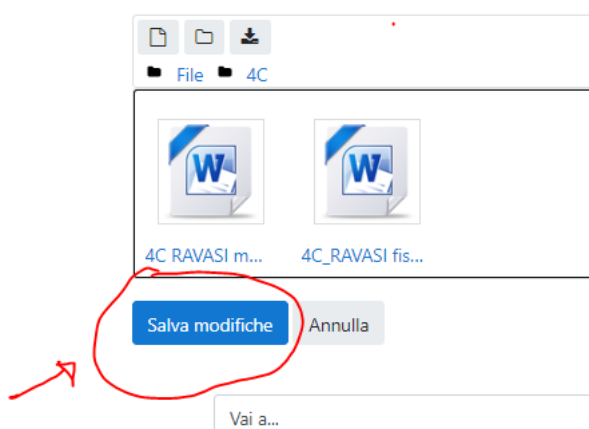 File 4C
W W
4C RAVASI m... 4C_RAVASI fis...
Salva modifiche Annulla
Vai a...